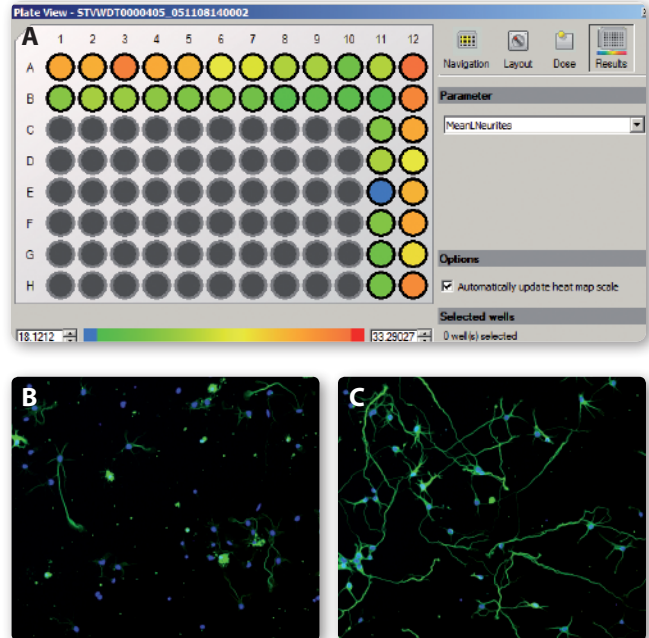 Plate View - STVWDT0000405_051108140002
A
1 2 3 4 5 6 7 8 9 10 11 12
A
B
C
D
E
F
G
H
Navigation Layout Dose Results
Parameter
MeanLNeurites
Options
Automatically update heat map scale
Selected wells
18.1212 33.29027 0 well(s) selected
B C